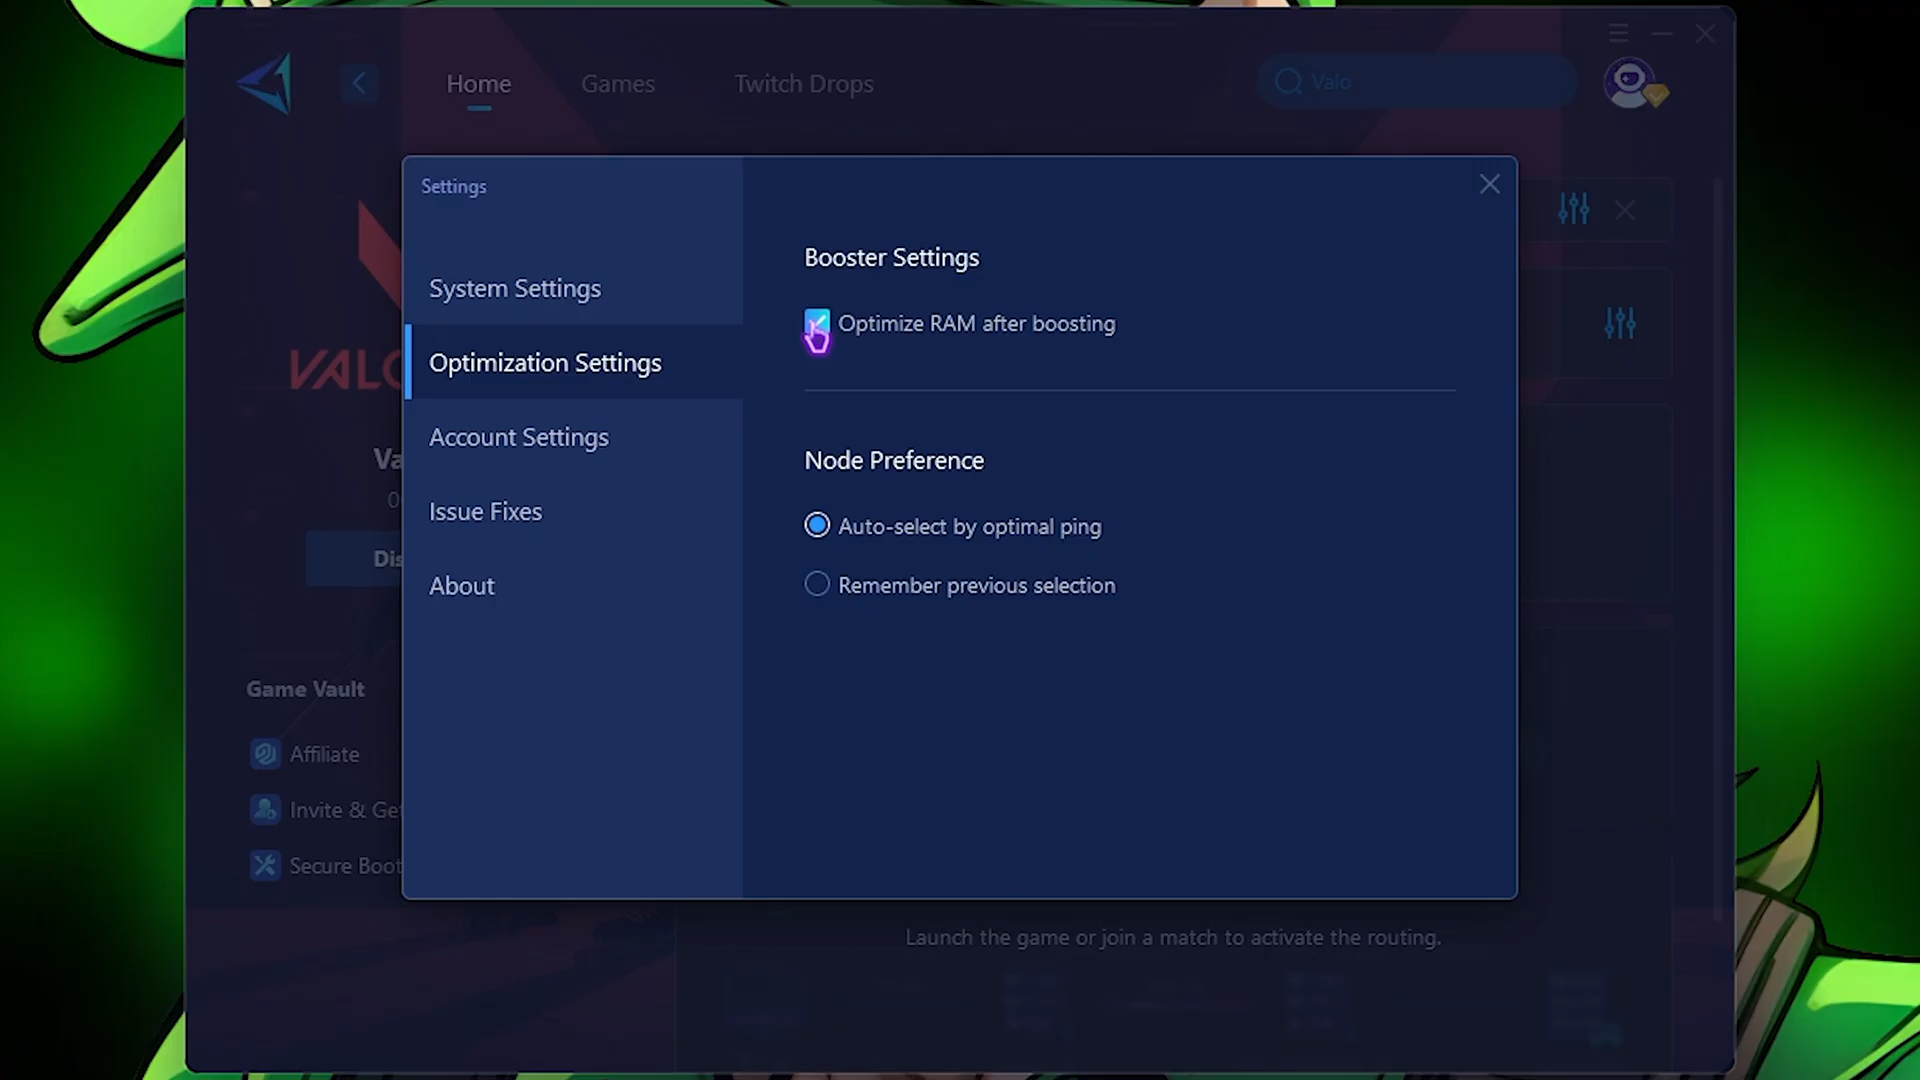 Home
Games
Twitch Drops
Valo
Settings
System Settings
Optimization Settings
Account Settings
Issue Fixes
About
Booster Settings
Optimize RAM after boosting
Node Preference
Auto-select by optimal ping
Remember previous selection
Game Vault
Affiliate
Invite & Get
Secure Boot
Launch the game or join a match to activate the routing.